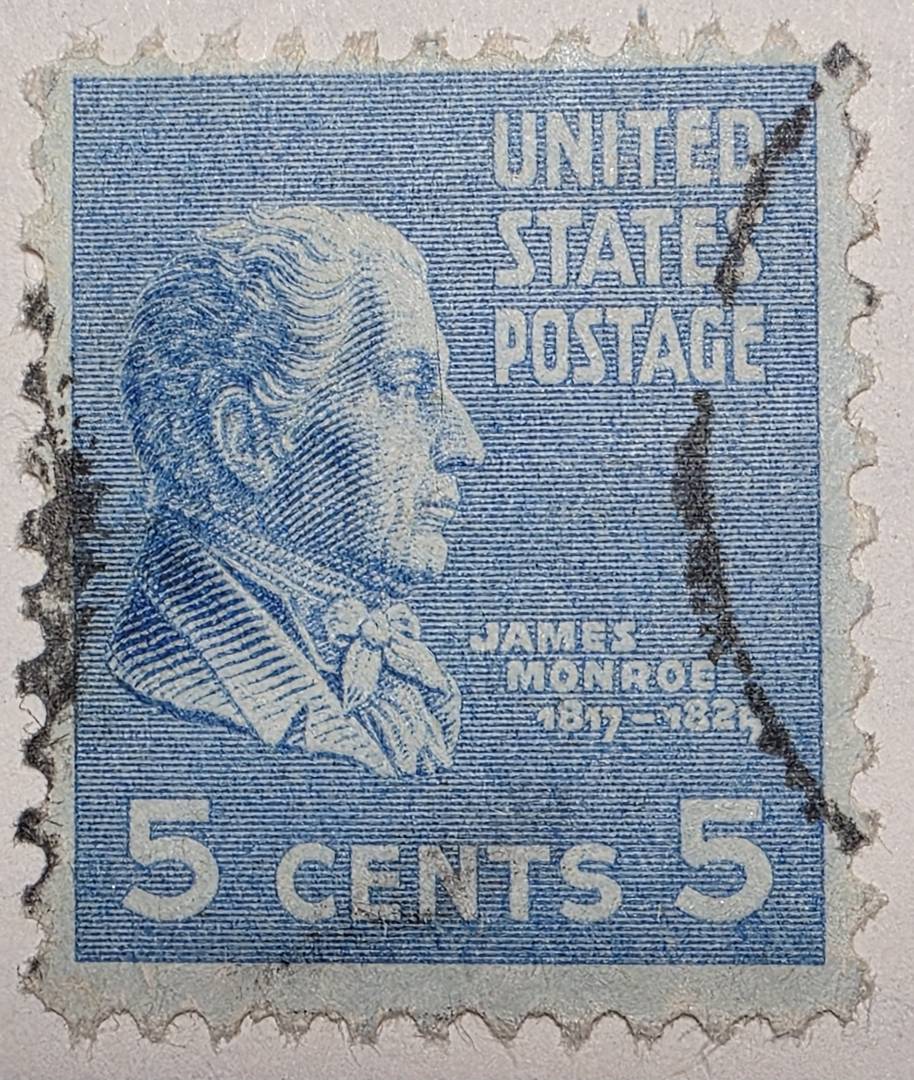 UNITED
STATES
POSTAGE
JAMES
MONROE
1817-1825
5 CENTS 5